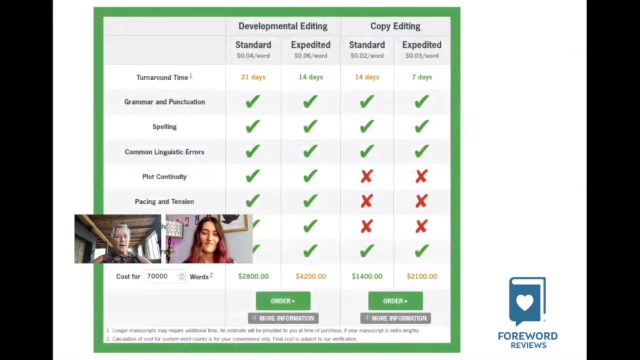 Developmental Editing Copy Editing
Standard Expedited Standard Expedited
$0.04/word $0.06/word $0.02/word $0.03/word
Turnaround Time 1 21 days 14 days 14 days 7 days
Grammar and Punctuation ✔ ✔ ✔ ✔
Spelling ✔ ✔ ✔ ✔
Common Linguistic Errors ✔ ✔ ✔ ✔
Plot Continuity ✔ ✔ ✘ ✘
Pacing and Tension ✔ ✔ ✘ ✘
Cost for 70000 Words 2 $2800.00 $4200.00 $1400.00 $2100.00
ORDER ORDER
MORE INFORMATION MORE INFORMATION
1. Longer manuscripts may require additional time. An estimate will be provided to you at time of purchase, if your manuscript is extra lengthy.
2. Calculation of cost for custom word counts is for your convenience only. Final cost is subject to our verification.
FOREWORD
REVIEWS